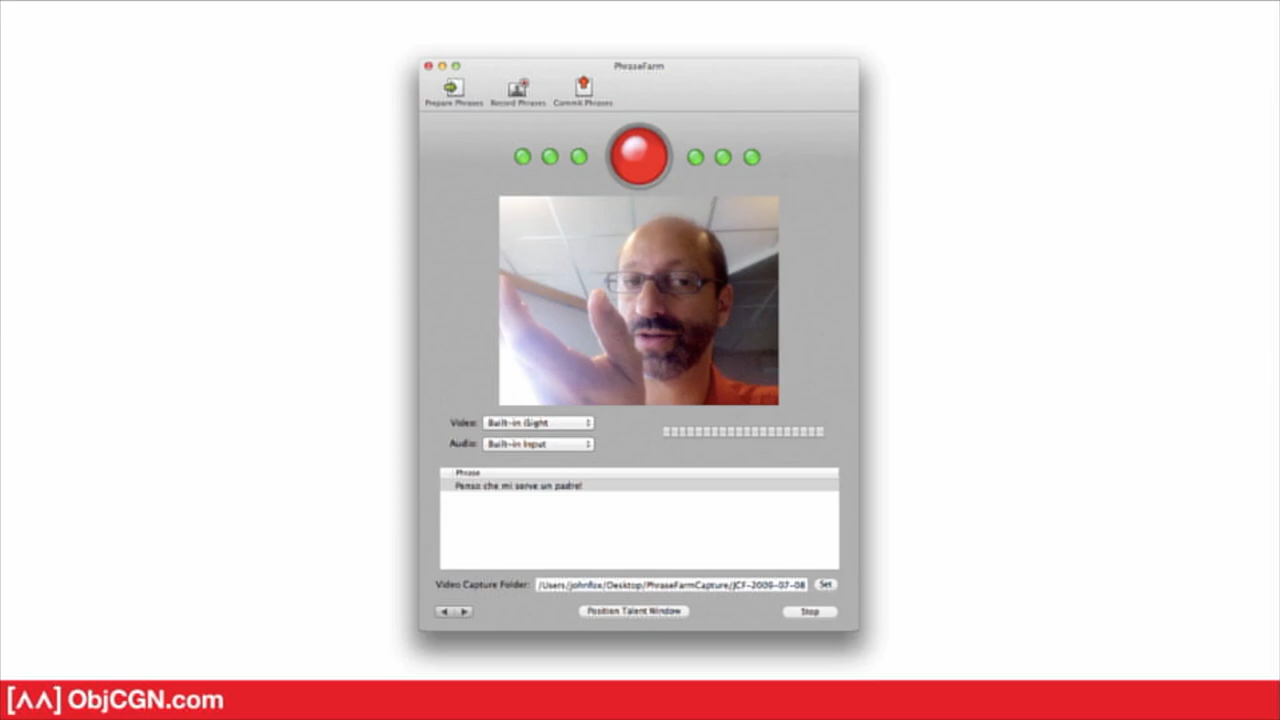 PhraseFarm
Prepare Phrases Record Phrases Commit Phrases
Video: Built-in iSight
Audio: Built-in Input
Phrase
Penso che mi serve un padre!
Video Capture Folder: /Users/johnfox/Desktop/PhraseFarmCapture/JCF-2009-07-08 Set
Position Talent Window Stop
[^^] ObjCGN.com